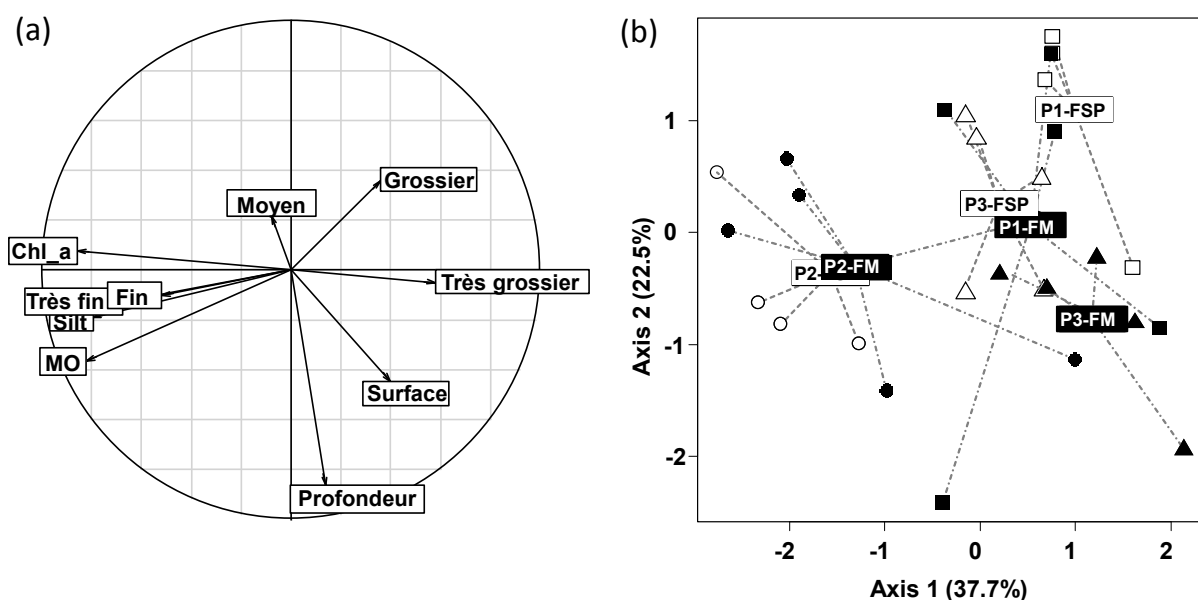 (a)
Grossier
Moyen
Chl_a
Très grossier
Très fin
Fin
Silt
MO
Surface
Profondeur
(b)
P1-FSP
P3-FSP
P1-FM
P2-
P2-FM
P3-FM
1
0
-1
-2
Axis 2 (22.5%)
-2 -1 0 1 2
Axis 1 (37.7%)